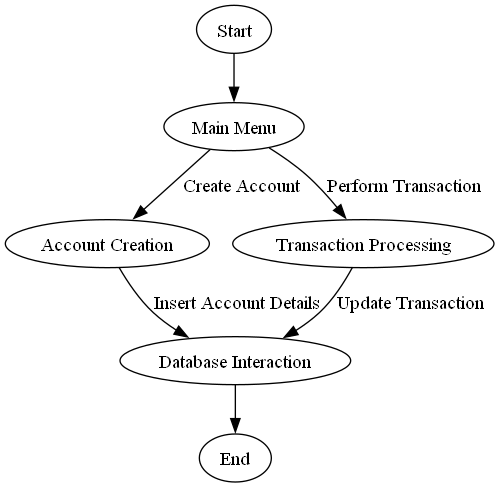 Start
Main Menu
Create Account
Perform Transaction
Account Creation
Transaction Processing
Insert Account Details
Update Transaction
Database Interaction
End